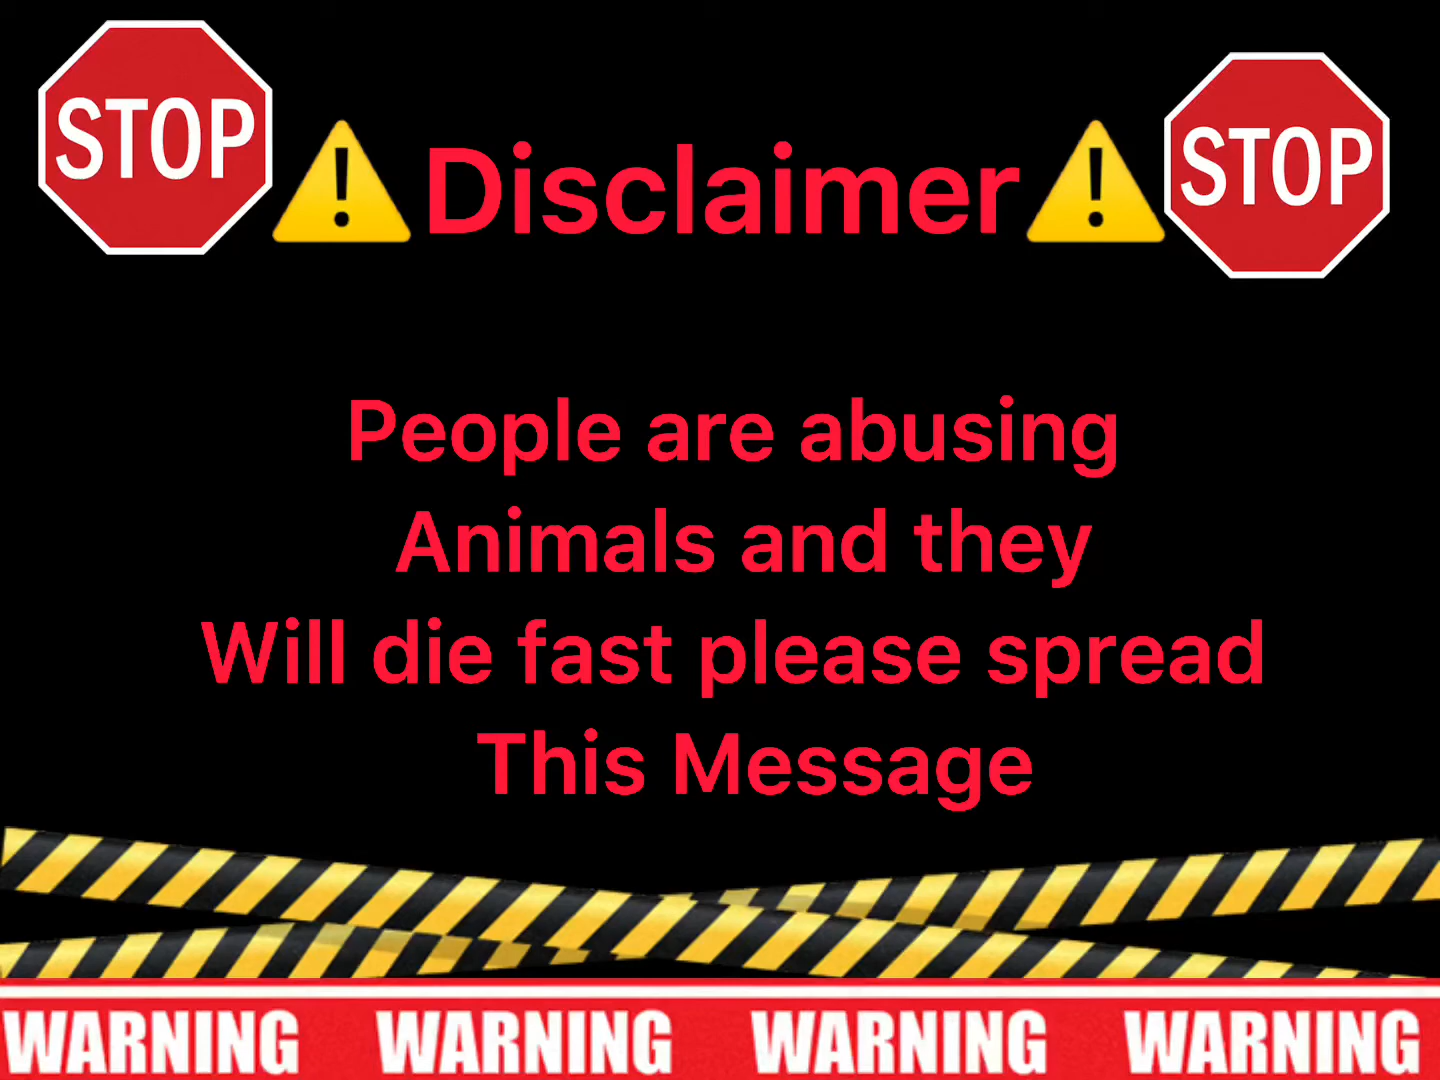 STOP
⚠️Disclaimer⚠️
STOP
People are abusing
Animals and they
Will die fast please spread
This Message
WARNING WARNING WARNING WARNING